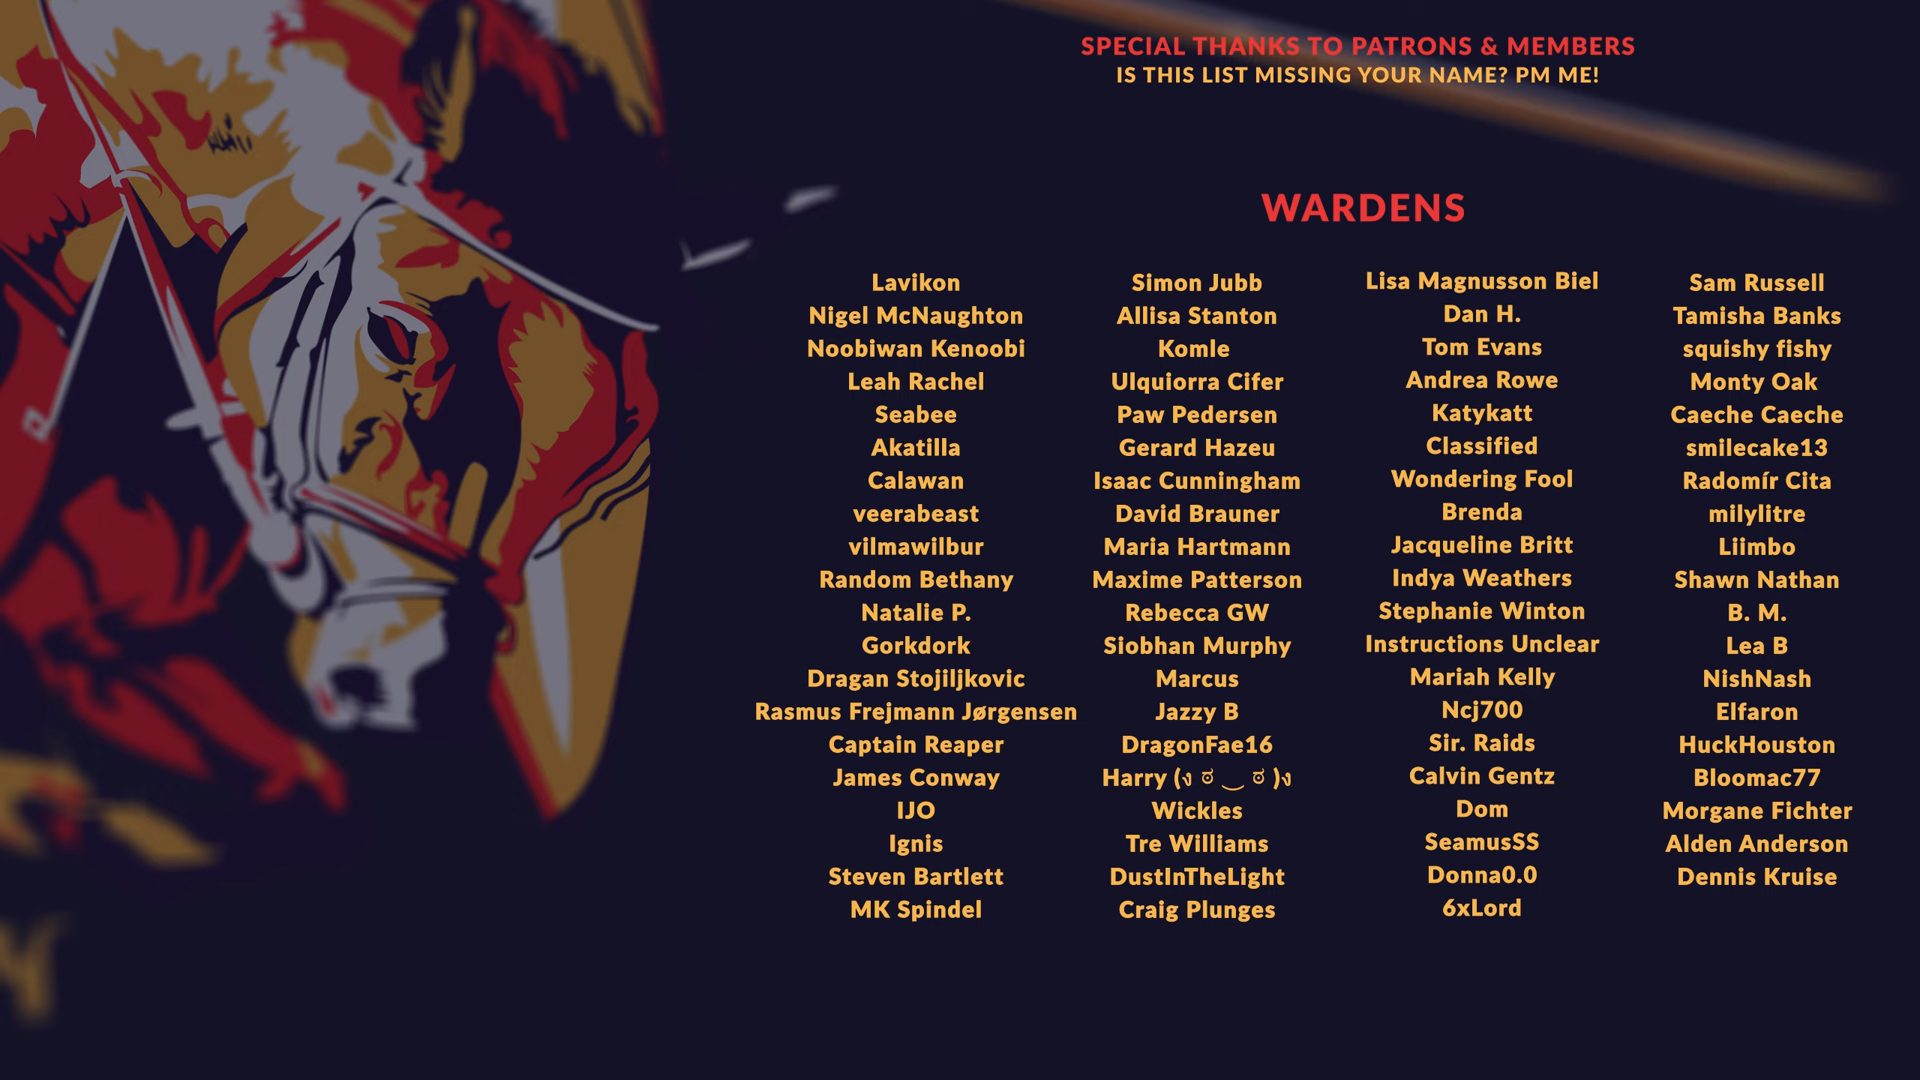 SPECIAL THANKS TO PATRONS & MEMBERS
IS THIS LIST MISSING YOUR NAME? PM ME!
WARDENS
Lavikon
Nigel McNaughton
Noobiwan Kenoobi
Leah Rachel
Seabee
Akatilla
Calawan
veerabeast
vilmawilbur
Random Bethany
Natalie P.
Gorkdork
Dragan Stojiljkovic
Rasmus Frejmann Jørgensen
Captain Reaper
James Conway
IJO
Ignis
Steven Bartlett
MK Spindel
Simon Jubb
Allisa Stanton
Komle
Ulquiorra Cifer
Paw Pedersen
Gerard Hazeu
Isaac Cunningham
David Brauner
Maria Hartmann
Maxime Patterson
Rebecca GW
Siobhan Murphy
Marcus
Jazzy B
DragonFae16
Harry (ง ಠ ‿ ಠ )ง
Wickles
Tre Williams
DustInTheLight
Craig Plunges
Lisa Magnusson Biel
Dan H.
Tom Evans
Andrea Rowe
Katykatt
Classified
Wondering Fool
Brenda
Jacqueline Britt
Indya Weathers
Stephanie Winton
Instructions Unclear
Mariah Kelly
Ncj700
Sir. Raids
Calvin Gentz
Dom
SeamusSS
Donna0.0
6xLord
Sam Russell
Tamisha Banks
squishy fishy
Monty Oak
Caeche Caeche
smilecake13
Radomír Cita
milylitre
Liimbo
Shawn Nathan
B. M.
Lea B
NishNash
Elfaron
HuckHouston
Bloomac77
Morgane Fichter
Alden Anderson
Dennis Kruise